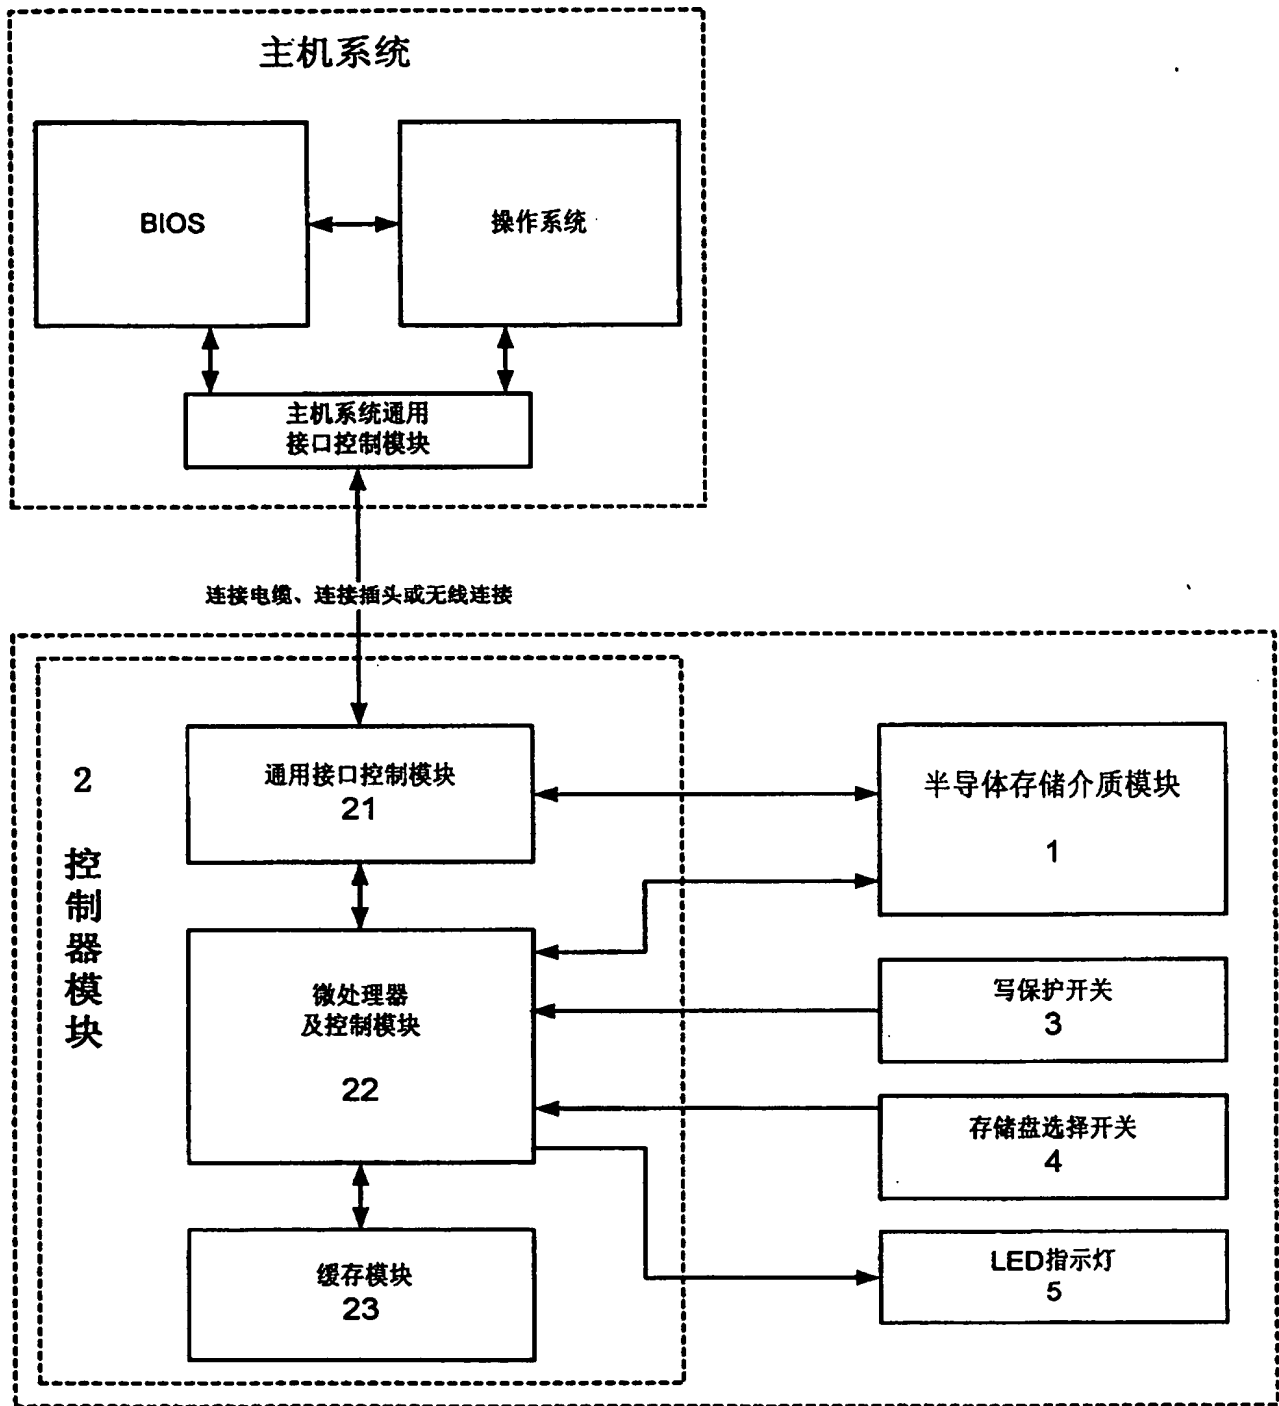 主机系统
BIOS
操作系统
主机系统通用
接口控制模块
连接电缆、连接插头或无线连接
2
控制器模块
通用接口控制模块
21
半导体存储介质模块
1
微处理器
及控制模块
22
写保护开关
3
存储盘选择开关
4
缓存模块
23
LED指示灯
5